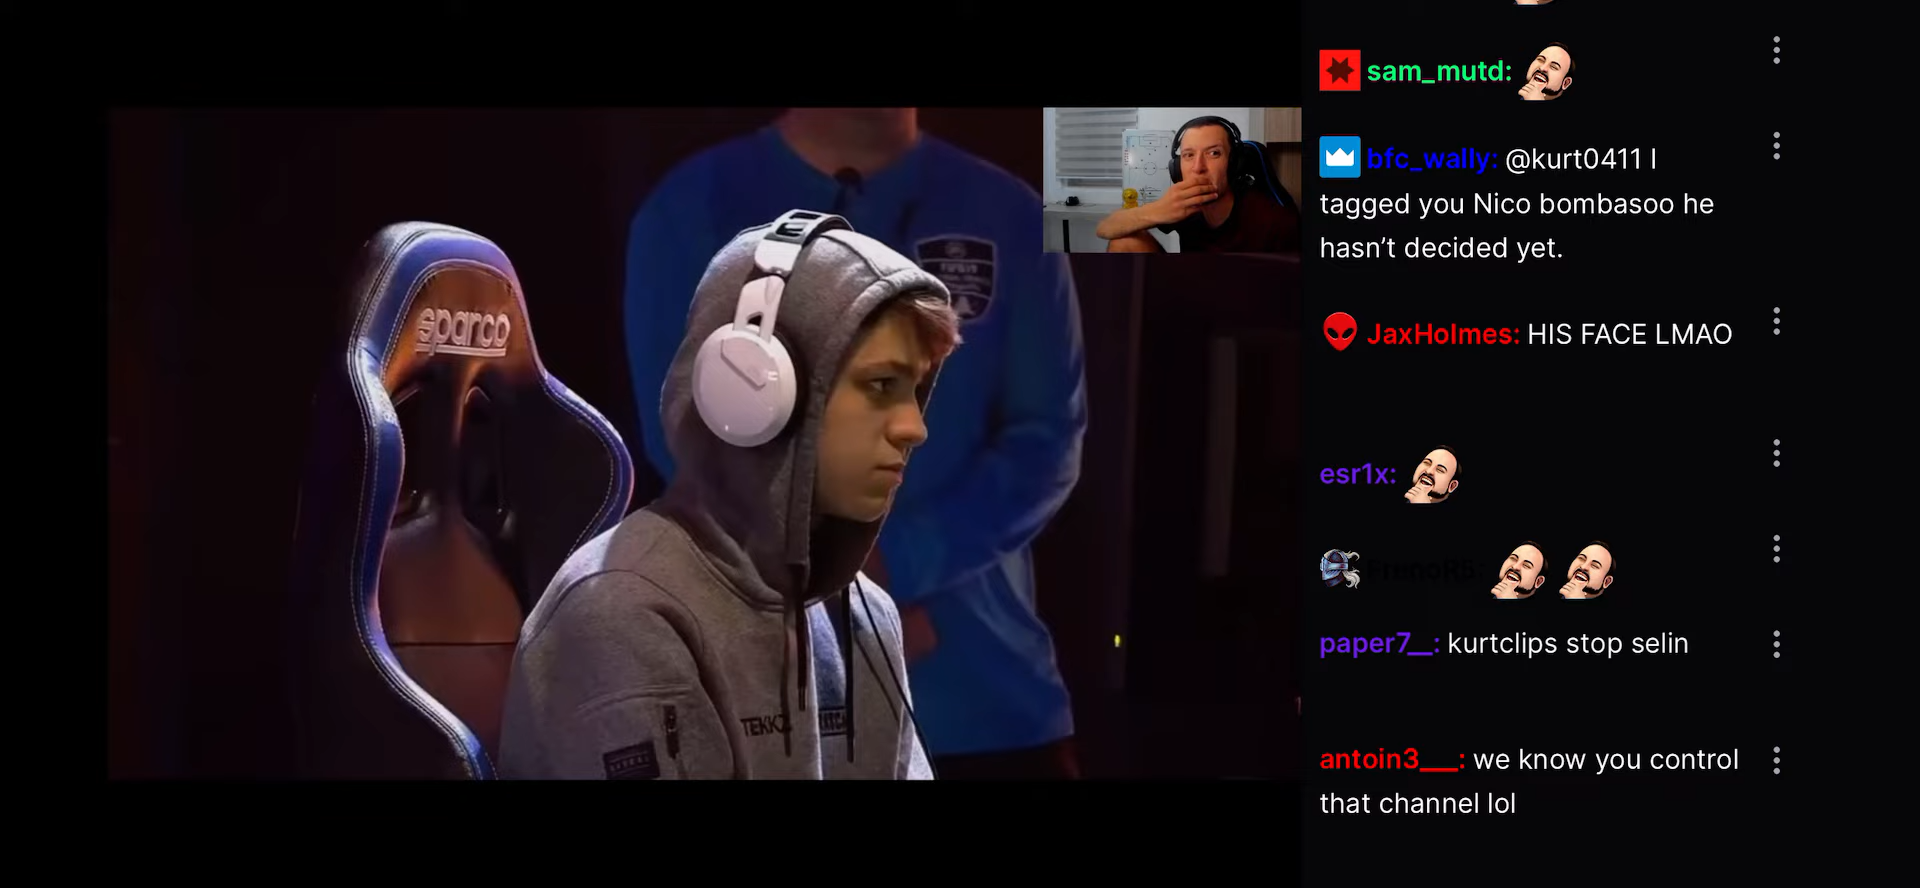 sparco
TEKKZ
sam_mutd:
bfc_wally: @kurt0411 I
tagged you Nico bombasoo he
hasn’t decided yet.
JaxHolmes: HIS FACE LMAO
esr1x:
FrenoR6:
paper7__: kurtclips stop selin
antoin3___: we know you control
that channel lol